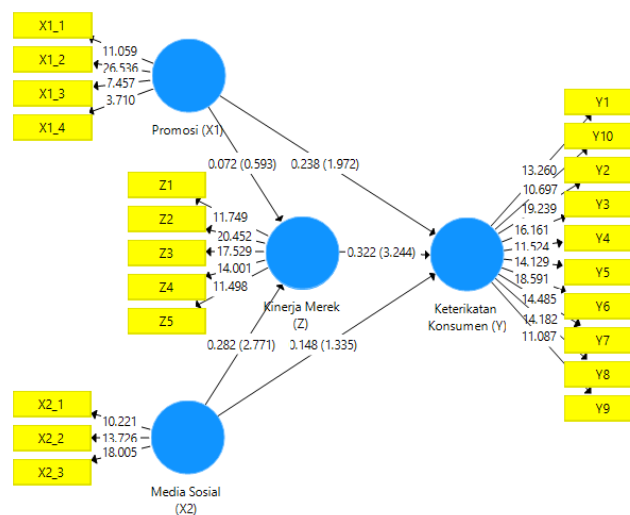 X1_1
X1_2
X1_3
X1_4
11.059
26.536
7.457
3.710
Promosi (X1)
0.072 (0.593)
0.238 (1.972)
Z1
Z2
Z3
Z4
Z5
11.749
20.452
17.529
14.001
11.498
Kinerja Merek
(Z)
0.322 (3.244)
0.282 (2.771)
0.148 (1.335)
X2_1
X2_2
X2_3
10.221
13.726
18.005
Media Sosial
(X2)
Keterikatan
Konsumen (Y)
13.260
10.697
19.239
16.161
11.524
14.129
18.591
14.485
14.182
11.087
Y1
Y10
Y2
Y3
Y4
Y5
Y6
Y7
Y8
Y9